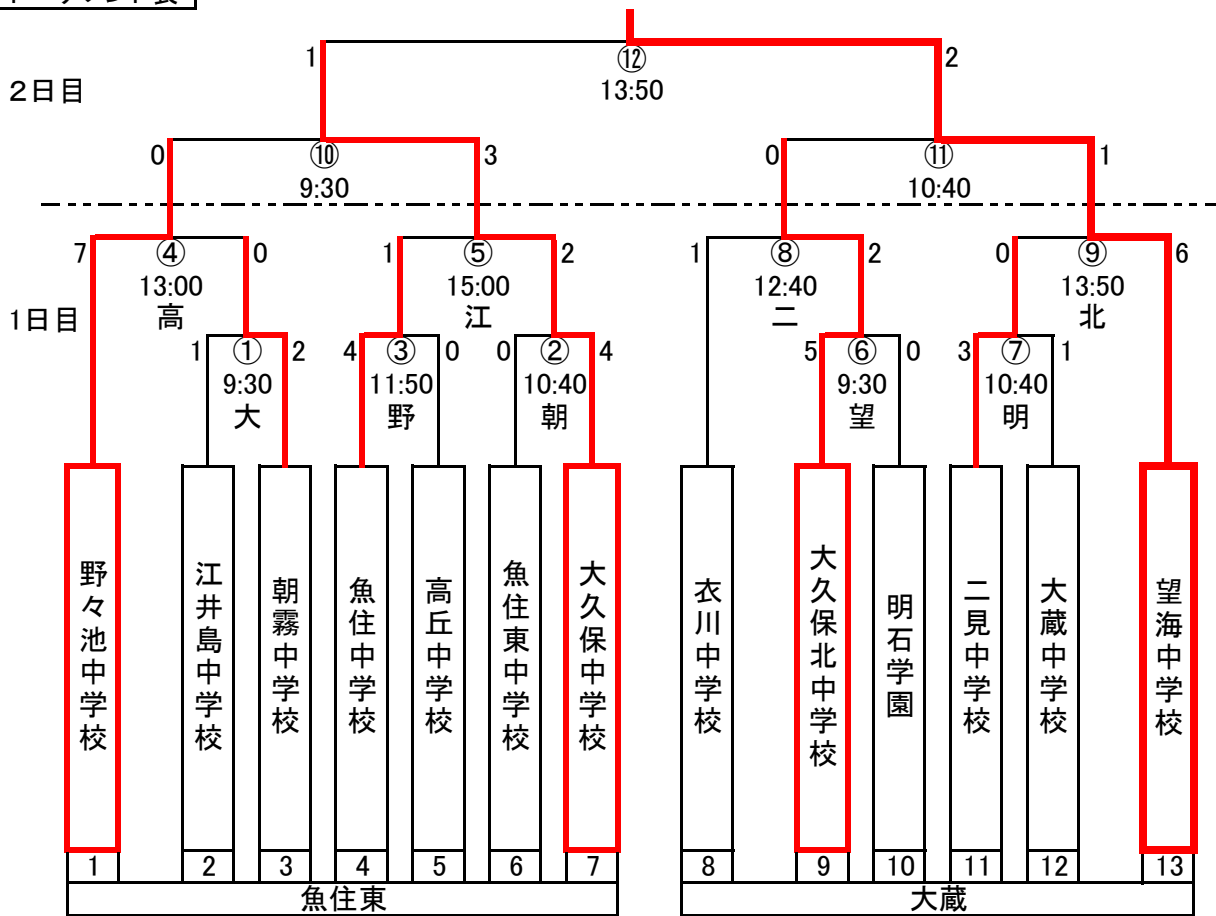 1 ⑫ 2
2日目
13:50
0 ⑩ 3 0 ⑪ 1
9:30 10:40
7 ④ 0 1 ⑤ 2 1 ⑧ 2 0 ⑨ 6
13:00 15:00 12:40 13:50
1日目 高 江 二 北
1 ① 2 4 ③ 0 0 ② 4 5 ⑥ 0 3 ⑦ 1
9:30 11:50 10:40 9:30 10:40
大 野 朝 望 明
野々池中学校
江井島中学校
朝霧中学校
魚住中学校
高丘中学校
魚住東中学校
大久保中学校
衣川中学校
大久保北中学校
明石学園
二見中学校
大蔵中学校
望海中学校
1 2 3 4 5 6 7 8 9 10 11 12 13
魚住東 大蔵